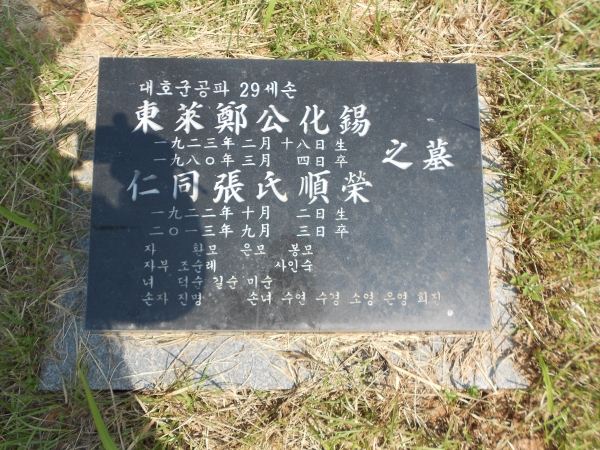 대호군공파 29세손
東萊鄭公化錫
一九二三年 二月 十八日 生
一九八○年 三月 四日 卒
之墓
仁同張氏順榮
一九二二年 十月 二日 生
二○一三年 九月 三日 卒
자 환모 은모 봉모
자부 조순례 사인숙
녀 덕순 길순 미순
손자 진명 손녀 수연 수경 소영 은영 희진